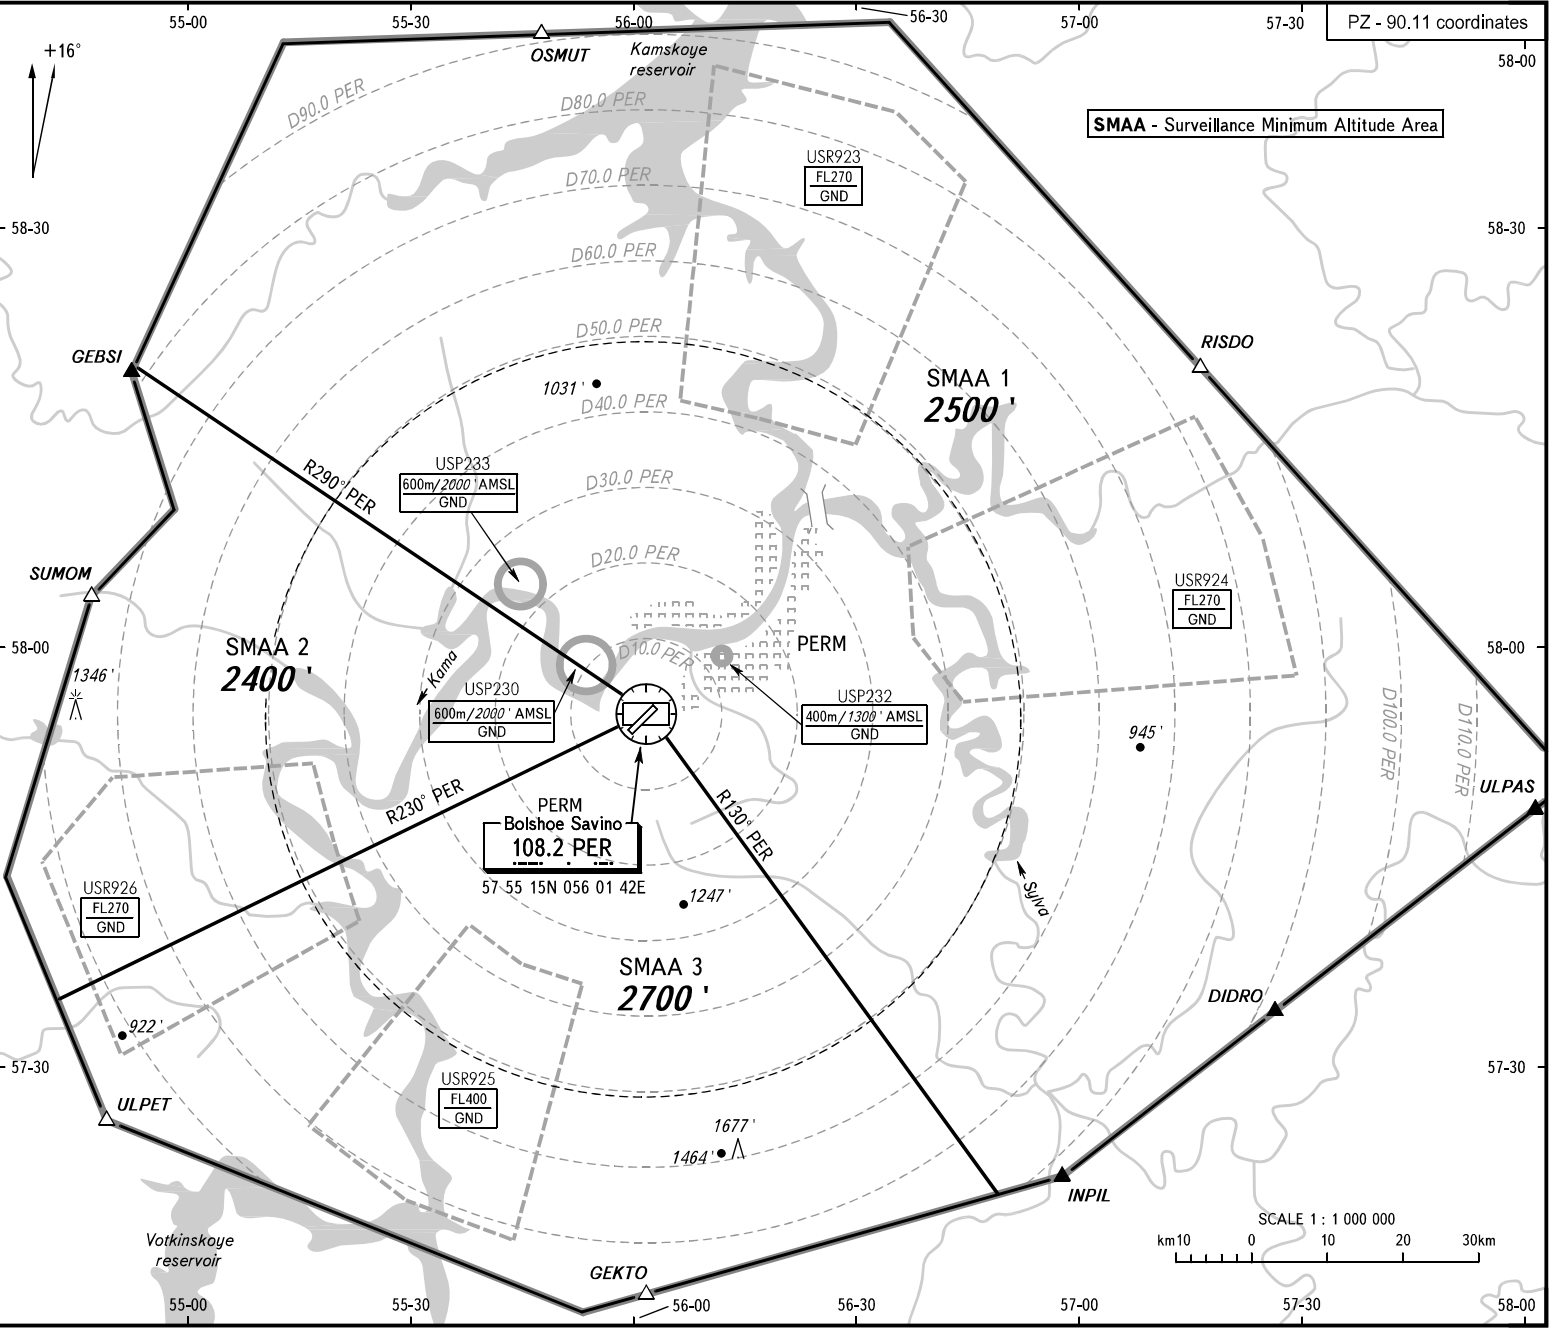 55-00
55-30
56-00
56-30
57-00
57-30
PZ - 90.11 coordinates
+16°
58-00
OSMUT
Kamskoye
reservoir
D90.0 PER
D80.0 PER
SMAA - Surveillance Minimum Altitude Area
USR923
FL270
GND
D70.0 PER
58-30
58-30
D60.0 PER
D50.0 PER
GEBSI
RISDO
1031'
SMAA 1
2500'
D40.0 PER
R290° PER
USP233
600m/2000' AMSL
GND
D30.0 PER
D20.0 PER
SUMOM
USR924
FL270
GND
58-00
SMAA 2
2400'
D10.0 PER
PERM
58-00
1346'
Kama
USP230
600m/2000' AMSL
GND
USP232
400m/1300' AMSL
GND
D100.0 PER
D110.0 PER
945'
ULPAS
R230° PER
R130° PER
PERM
Bolshoe Savino
108.2 PER
57 55 15N 056 01 42E
USR926
FL270
GND
1247'
Sylva
SMAA 3
2700'
DIDRO
922'
57-30
57-30
USR925
FL400
GND
ULPET
1677'
1464'
INPIL
Votkinskoye
reservoir
SCALE 1 : 1 000 000
km10 0 10 20 30km
GEKTO
55-00
55-30
56-00
56-30
57-00
57-30
58-00